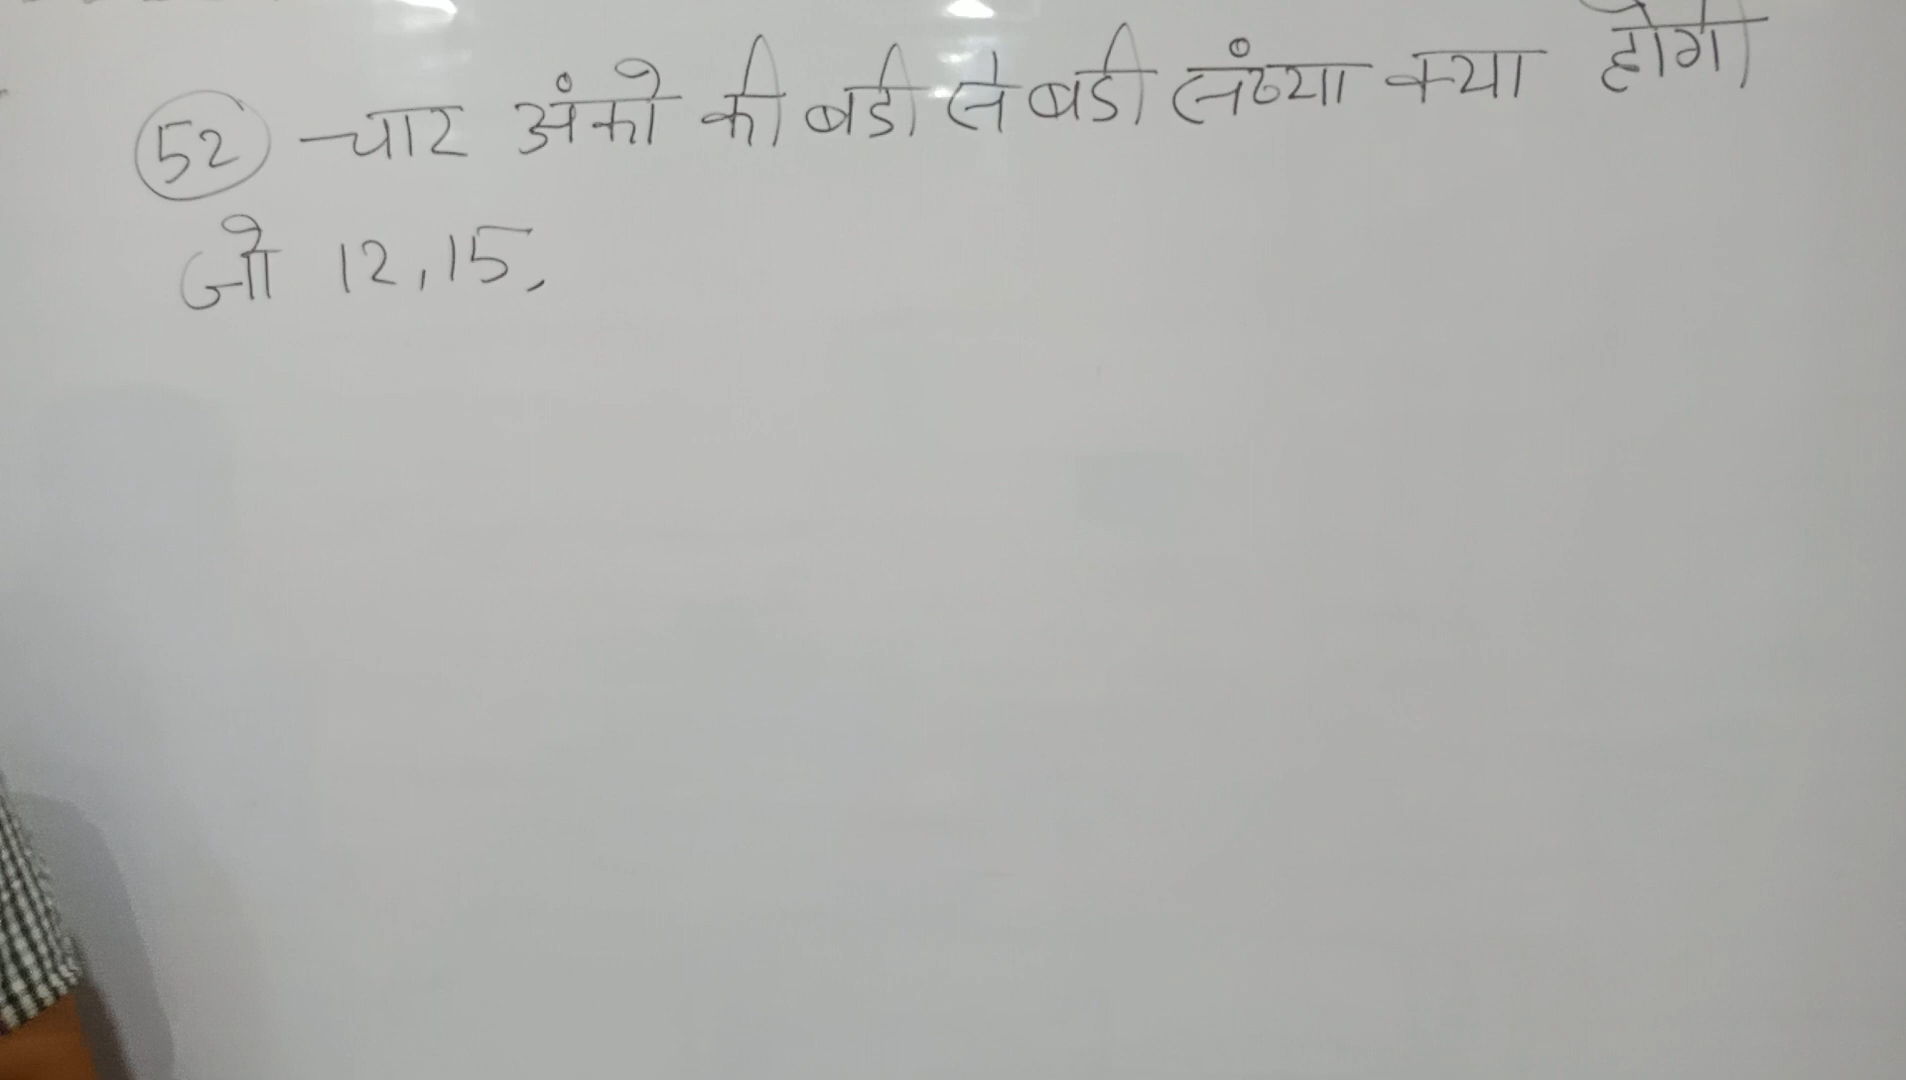 52 चार अंको की बडी से बडी संख्या क्या होगी
जो 12, 15,